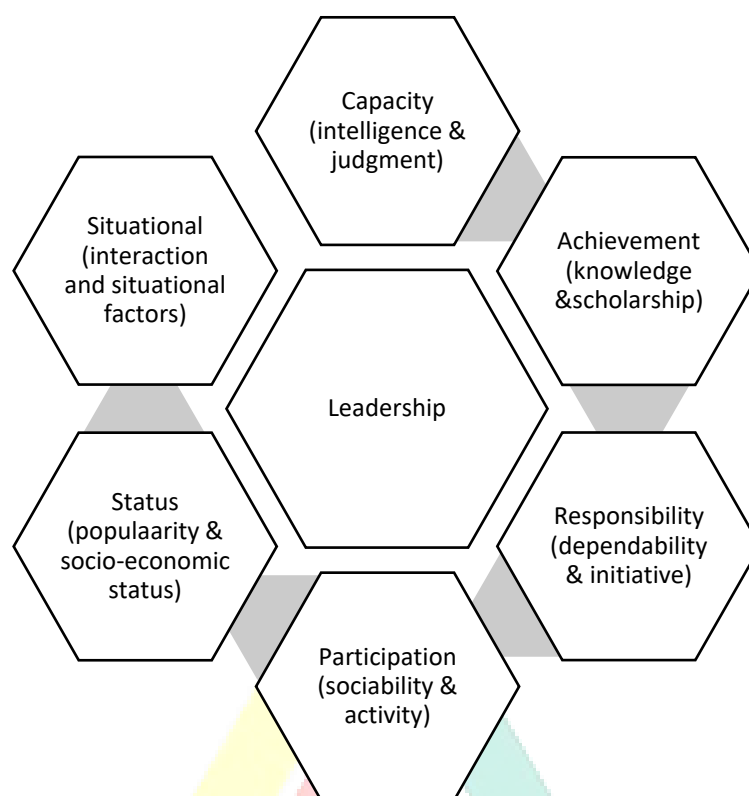 Capacity
(intelligence &
judgment)
Achievement
(knowledge
&scholarship)
Responsibility
(dependability
& initiative)
Participation
(sociability &
activity)
Status
(populaarity &
socio-economic
status)
Situational
(interaction
and situational
factors)
Leadership